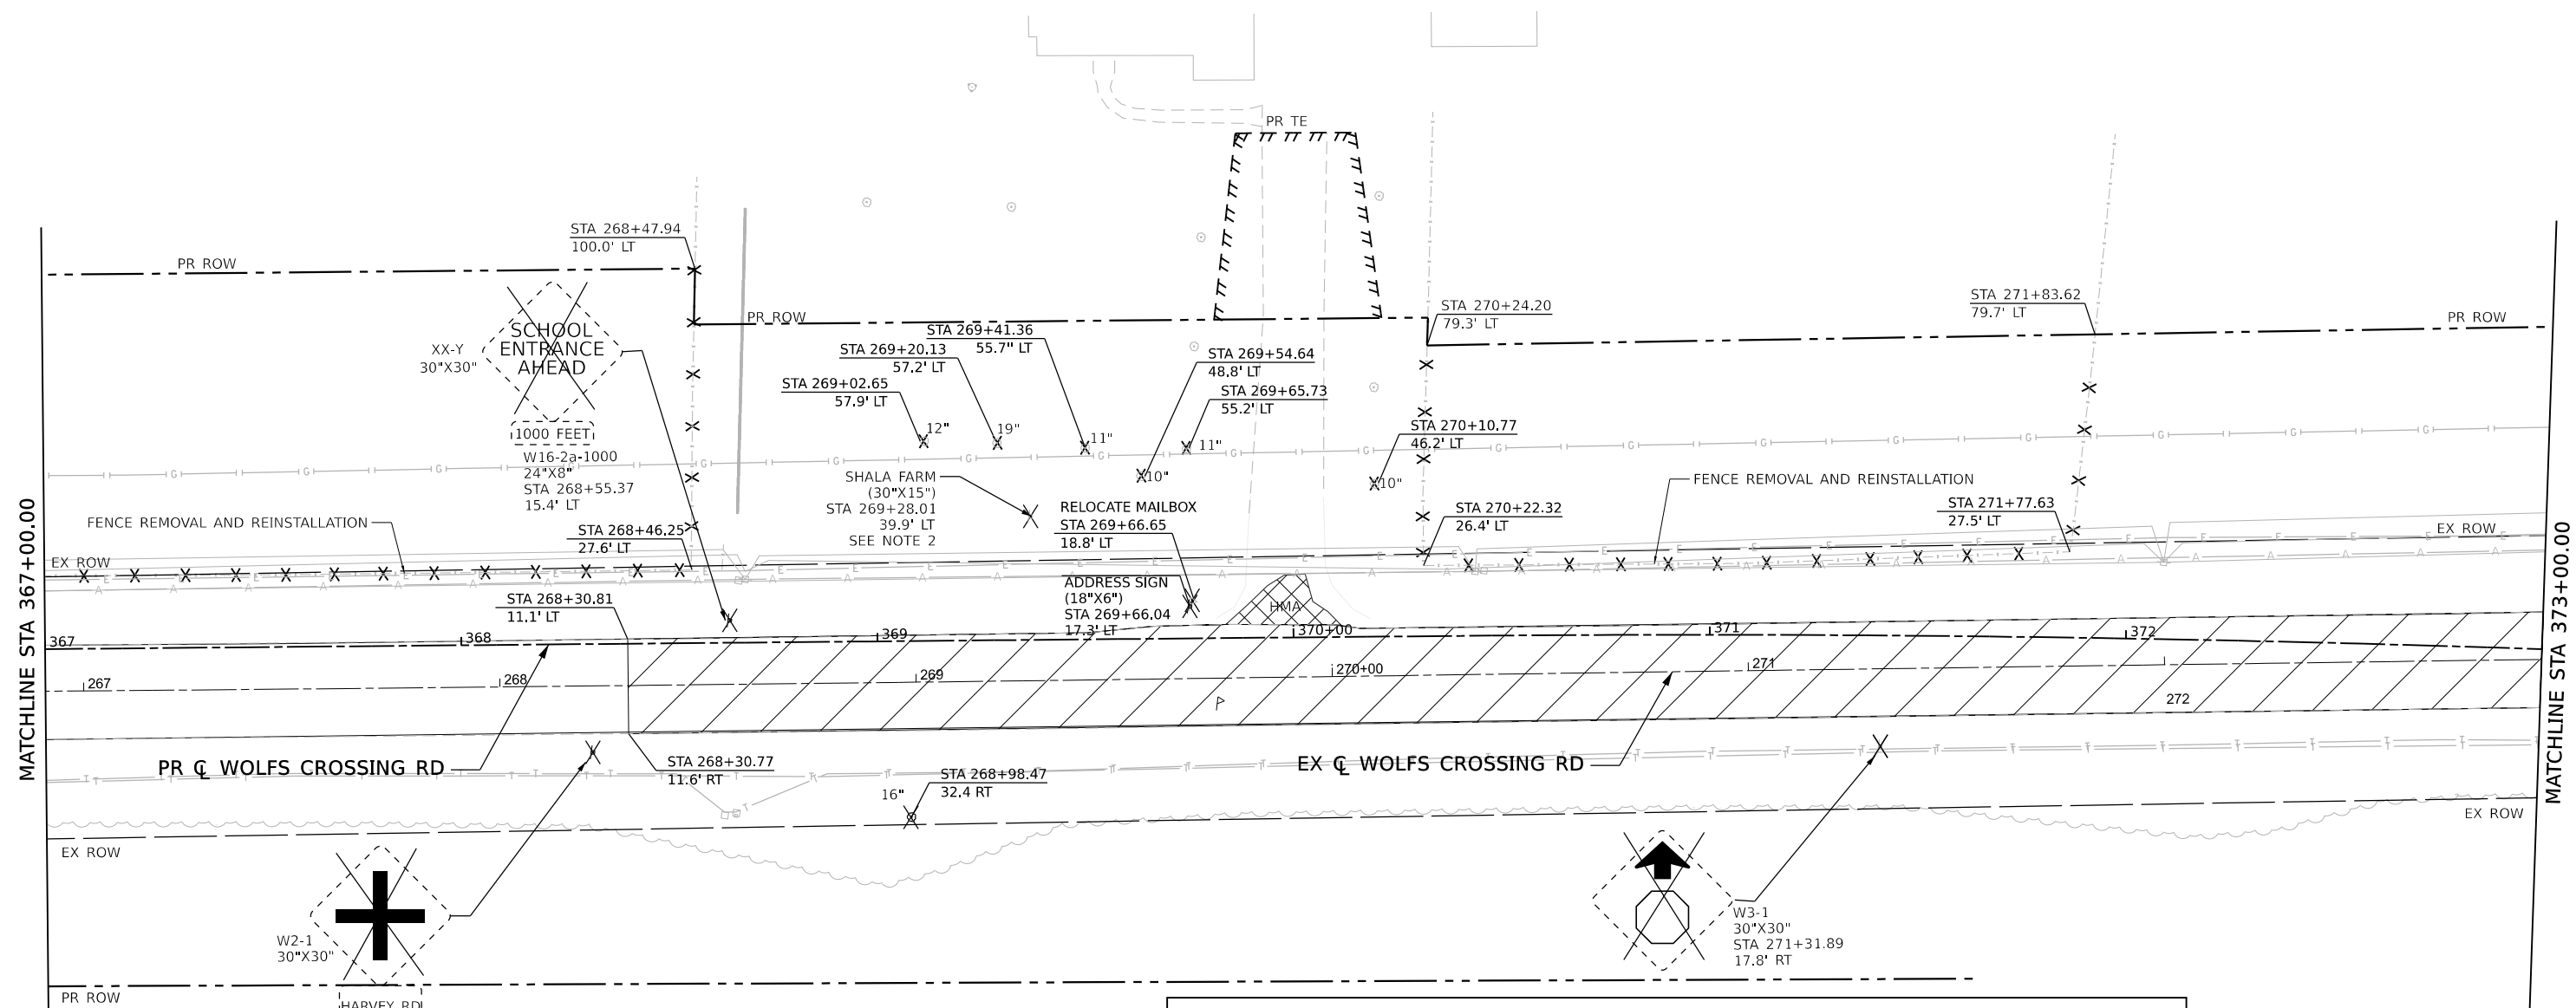 PR TE
STA 268+47.94
100.0' LT
PR ROW
PR ROW
STA 270+24.20
79.3' LT
STA 271+83.62
79.7' LT
PR ROW
SCHOOL
ENTRANCE
AHEAD
XX-Y
30"X30"
1000 FEET
W16-2a-1000
24"X8"
STA 268+55.37
15.4' LT
STA 269+41.36
55.7" LT
STA 269+20.13
57.2' LT
STA 269+02.65
57.9' LT
STA 269+54.64
48.8' LT
STA 269+65.73
55.2' LT
STA 270+10.77
46.2' LT
12"
19"
11"
11"
10"
10"
G G G G G G G G G G G G G G G G G G
SHALA FARM
(30"X15")
STA 269+28.01
39.9' LT
SEE NOTE 2
RELOCATE MAILBOX
STA 269+66.65
18.8' LT
FENCE REMOVAL AND REINSTALLATION
FENCE REMOVAL AND REINSTALLATION
STA 268+46.25
27.6' LT
STA 270+22.32
26.4' LT
STA 271+77.63
27.5' LT
EX ROW
EX ROW
ADDRESS SIGN
(18"X6")
STA 269+66.04
17.3' LT
HMA
STA 268+30.81
11.1' LT
367
368
369
370+00
371
372
267
268
269
270+00
271
272
P
MATCHLINE STA 367+00.00
MATCHLINE STA 373+00.00
PR ℄ WOLFS CROSSING RD
EX ℄ WOLFS CROSSING RD
STA 268+30.77
11.6' RT
16"
STA 268+98.47
32.4 RT
EX ROW
EX ROW
W2-1
30"X30"
HARVEY RD
W3-1
30"X30"
STA 271+31.89
17.8' RT
PR ROW